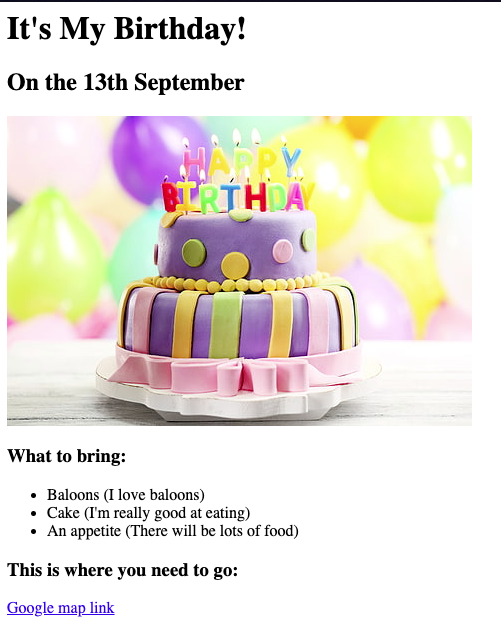 It's My Birthday!
On the 13th September
HAPPY
BIRTHDAY
What to bring:
Baloons (I love baloons)
Cake (I'm really good at eating)
An appetite (There will be lots of food)
This is where you need to go:
Google map link